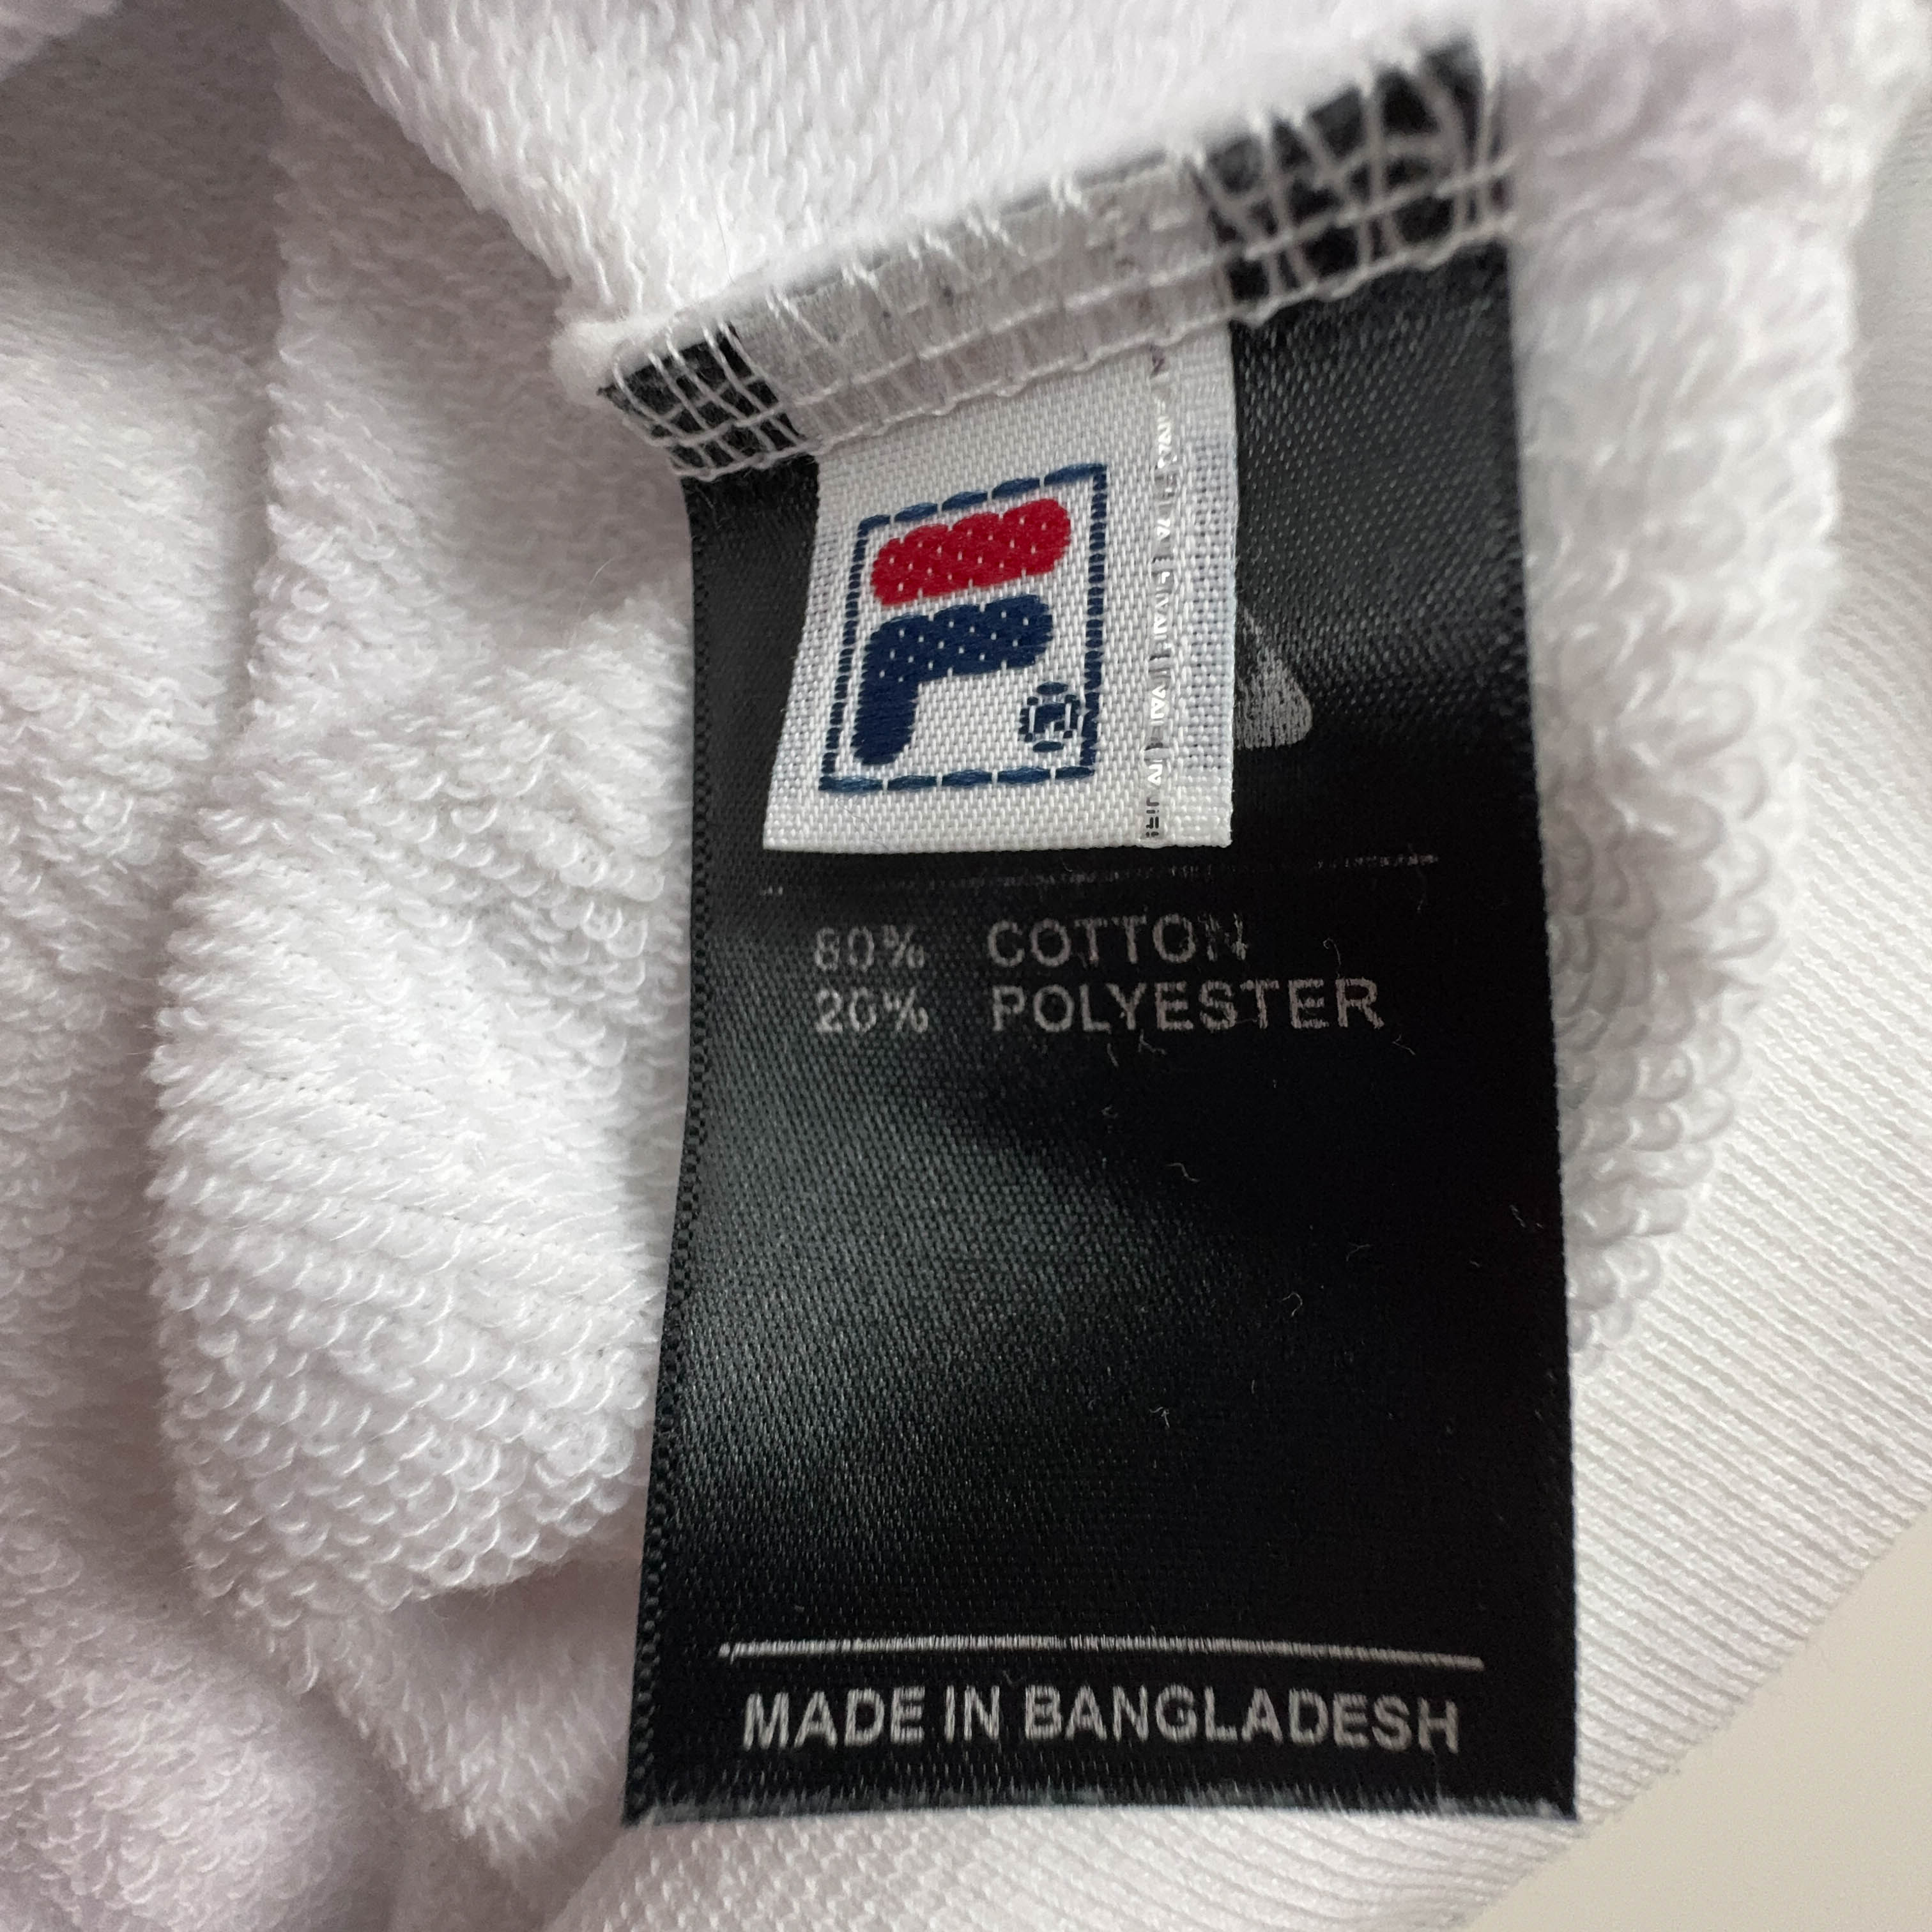 F
®
80% COTTON
20% POLYESTER
MADE IN BANGLADESH